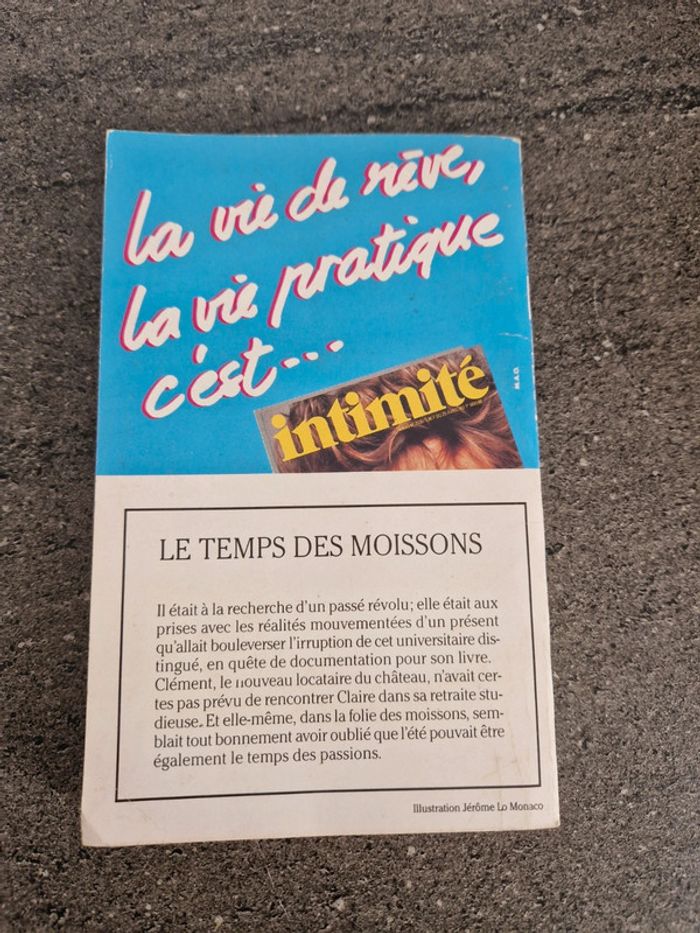 la vie de rêve,
la vie pratique
c'est...
intimité
M.A.D.
LE TEMPS DES MOISSONS
Il était à la recherche d'un passé révolu; elle était aux
prises avec les réalités mouvementées d'un présent
qu'allait bouleverser l'irruption de cet universitaire dis-
tingué, en quête de documentation pour son livre.
Clément, le nouveau locataire du château, n'avait cer-
tes pas prévu de rencontrer Claire dans sa retraite stu-
dieuse. Et elle-même, dans la folie des moissons, sem-
blait tout bonnement avoir oublié que l'été pouvait être
également le temps des passions.
Illustration Jérôme Lo Monaco